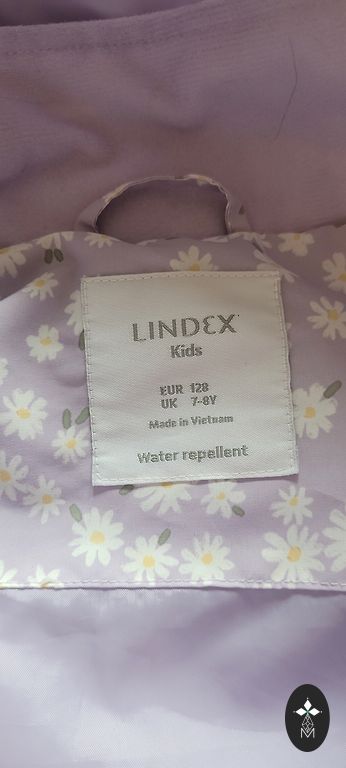 LINDEX
Kids
EUR 128
UK 7-8Y
Made in Vietnam
Water repellent
M